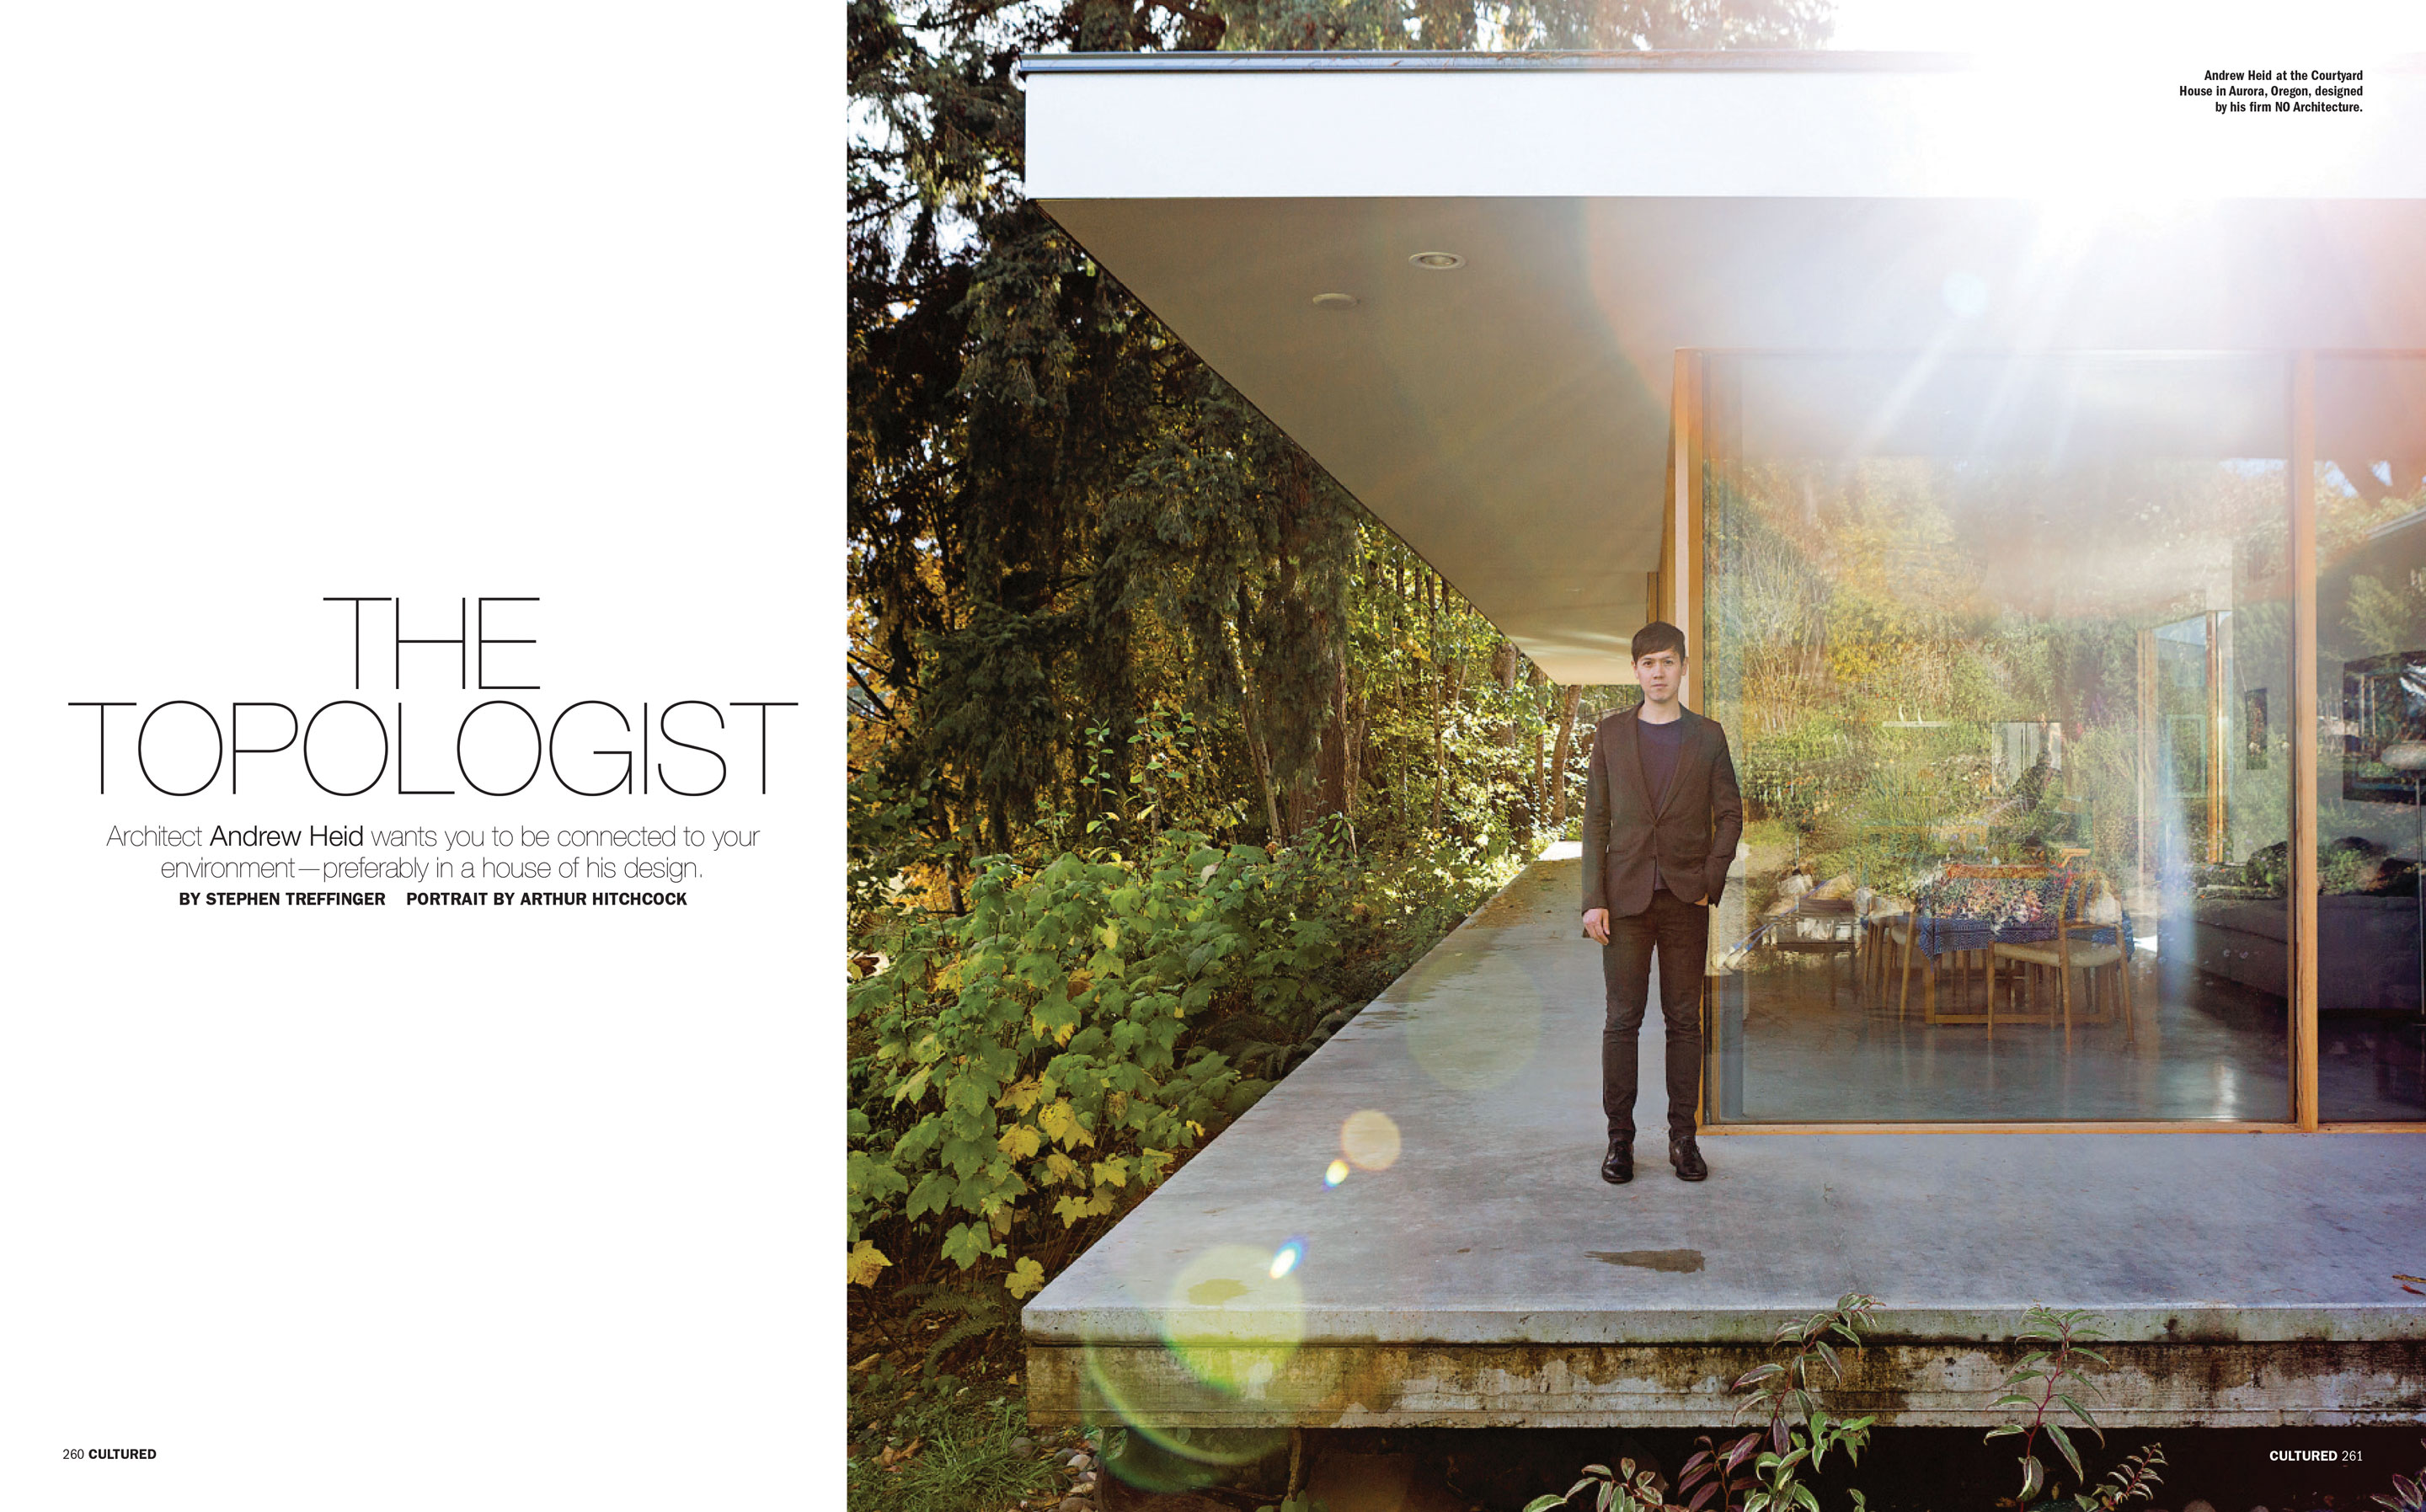 THE
TOPOLOGIST
Architect Andrew Heid wants you to be connected to your
environment—preferably in a house of his design.
BY STEPHEN TREFFINGER PORTRAIT BY ARTHUR HITCHCOCK
260 CULTURED
Andrew Heid at the Courtyard
House in Aurora, Oregon, designed
by his firm NO Architecture.
CULTURED 261